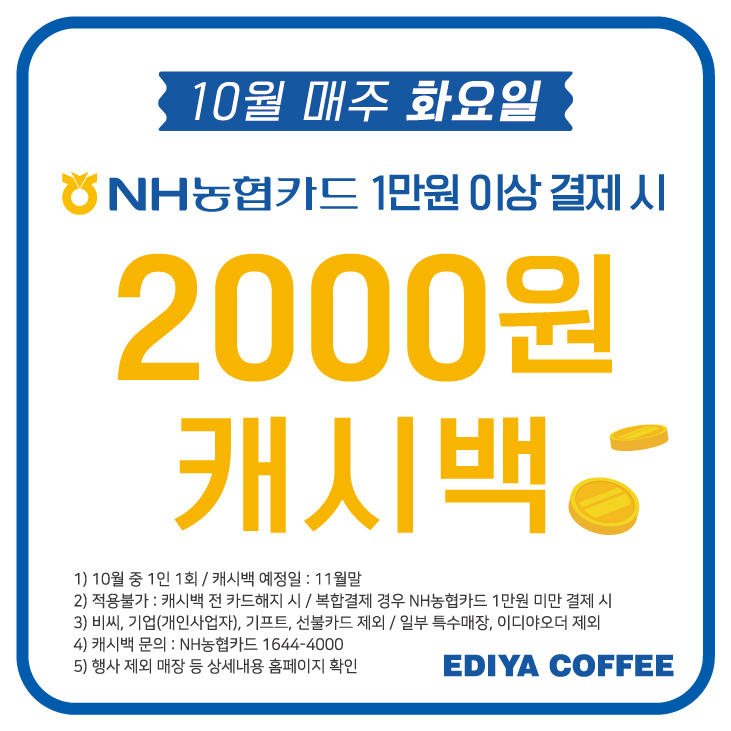 10월 매주 화요일
NH농협카드 1만원 이상 결제 시
2000원
캐시백
1) 10월 중 1인 1회 / 캐시백 예정일 : 11월말
2) 적용불가 : 캐시백 전 카드해지 시 / 복합결제 경우 NH농협카드 1만원 미만 결제 시
3) 비씨, 기업(개인사업자), 기프트, 선불카드 제외 / 일부 특수매장, 이디야오더 제외
4) 캐시백 문의 : NH농협카드 1644-4000
5) 행사 제외 매장 등 상세내용 홈페이지 확인
EDIYA COFFEE